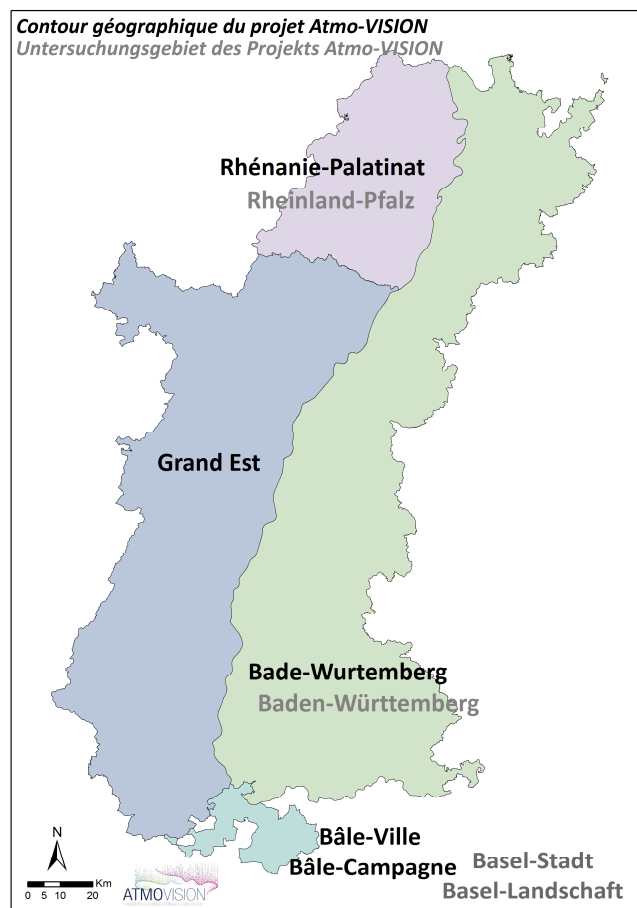 Contour géographique du projet Atmo-VISION
Untersuchungsgebiet des Projekts Atmo-VISION
Rhénanie-Palatinat
Rheinland-Pfalz
Grand Est
Bade-Wurtemberg
Baden-Württemberg
Bâle-Ville
Bâle-Campagne
Basel-Stadt
Basel-Landschaft
N
Km
0 5 10 20
ATMOVISION